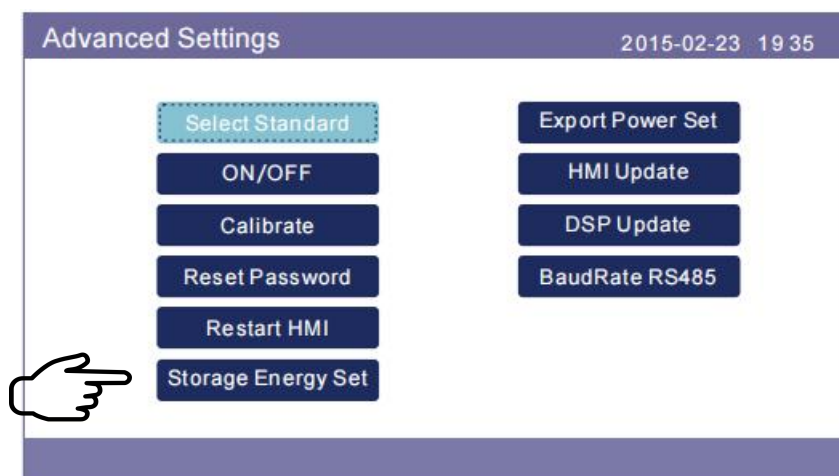 Advanced Settings
2015-02-23 19 35
Select Standard
ON/OFF
Calibrate
Reset Password
Restart HMI
Storage Energy Set
Export Power Set
HMI Update
DSP Update
BaudRate RS485